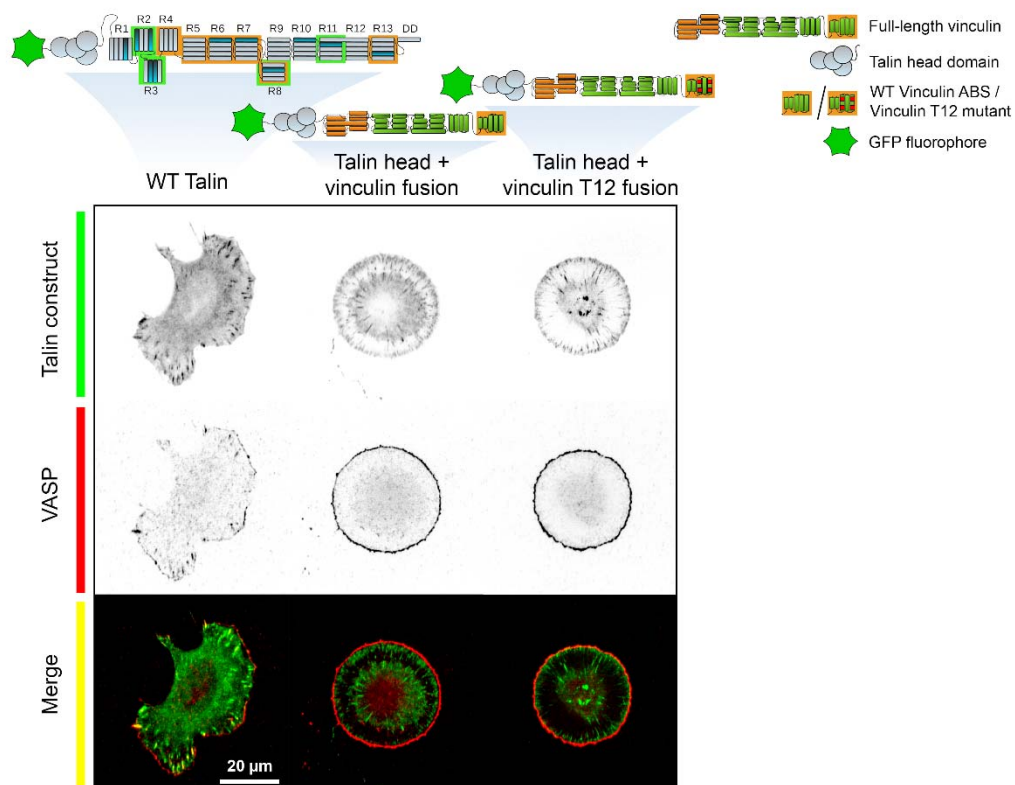 R1 R2 R4 R5 R6 R7 R9 R10 R11 R12 R13 DD
R3
R8
Full-length vinculin
Talin head domain
WT Vinculin ABS /
Vinculin T12 mutant
GFP fluorophore
WT Talin
Talin head +
vinculin fusion
Talin head +
vinculin T12 fusion
Talin construct
VASP
Merge
20 µm